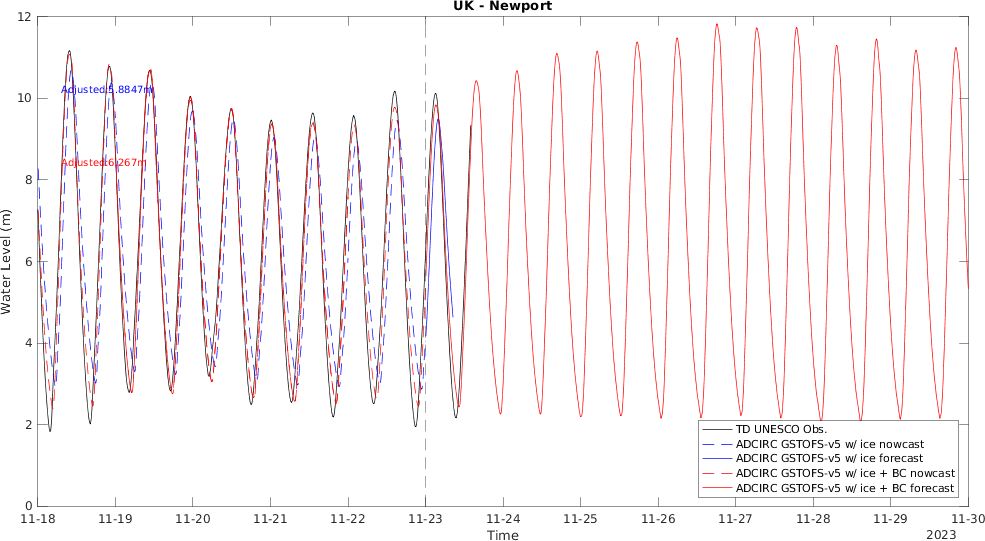 UK - Newport
12
10
8
6
4
2
0
Water Level (m)
Adjusted:5.8847m
Adjusted:6.267m
TD UNESCO Obs.
ADCIRC GSTOFS-v5 w/ ice nowcast
ADCIRC GSTOFS-v5 w/ ice forecast
ADCIRC GSTOFS-v5 w/ ice + BC nowcast
ADCIRC GSTOFS-v5 w/ ice + BC forecast
11-18 11-19 11-20 11-21 11-22 11-23 11-24 11-25 11-26 11-27 11-28 11-29 11-30
Time
2023